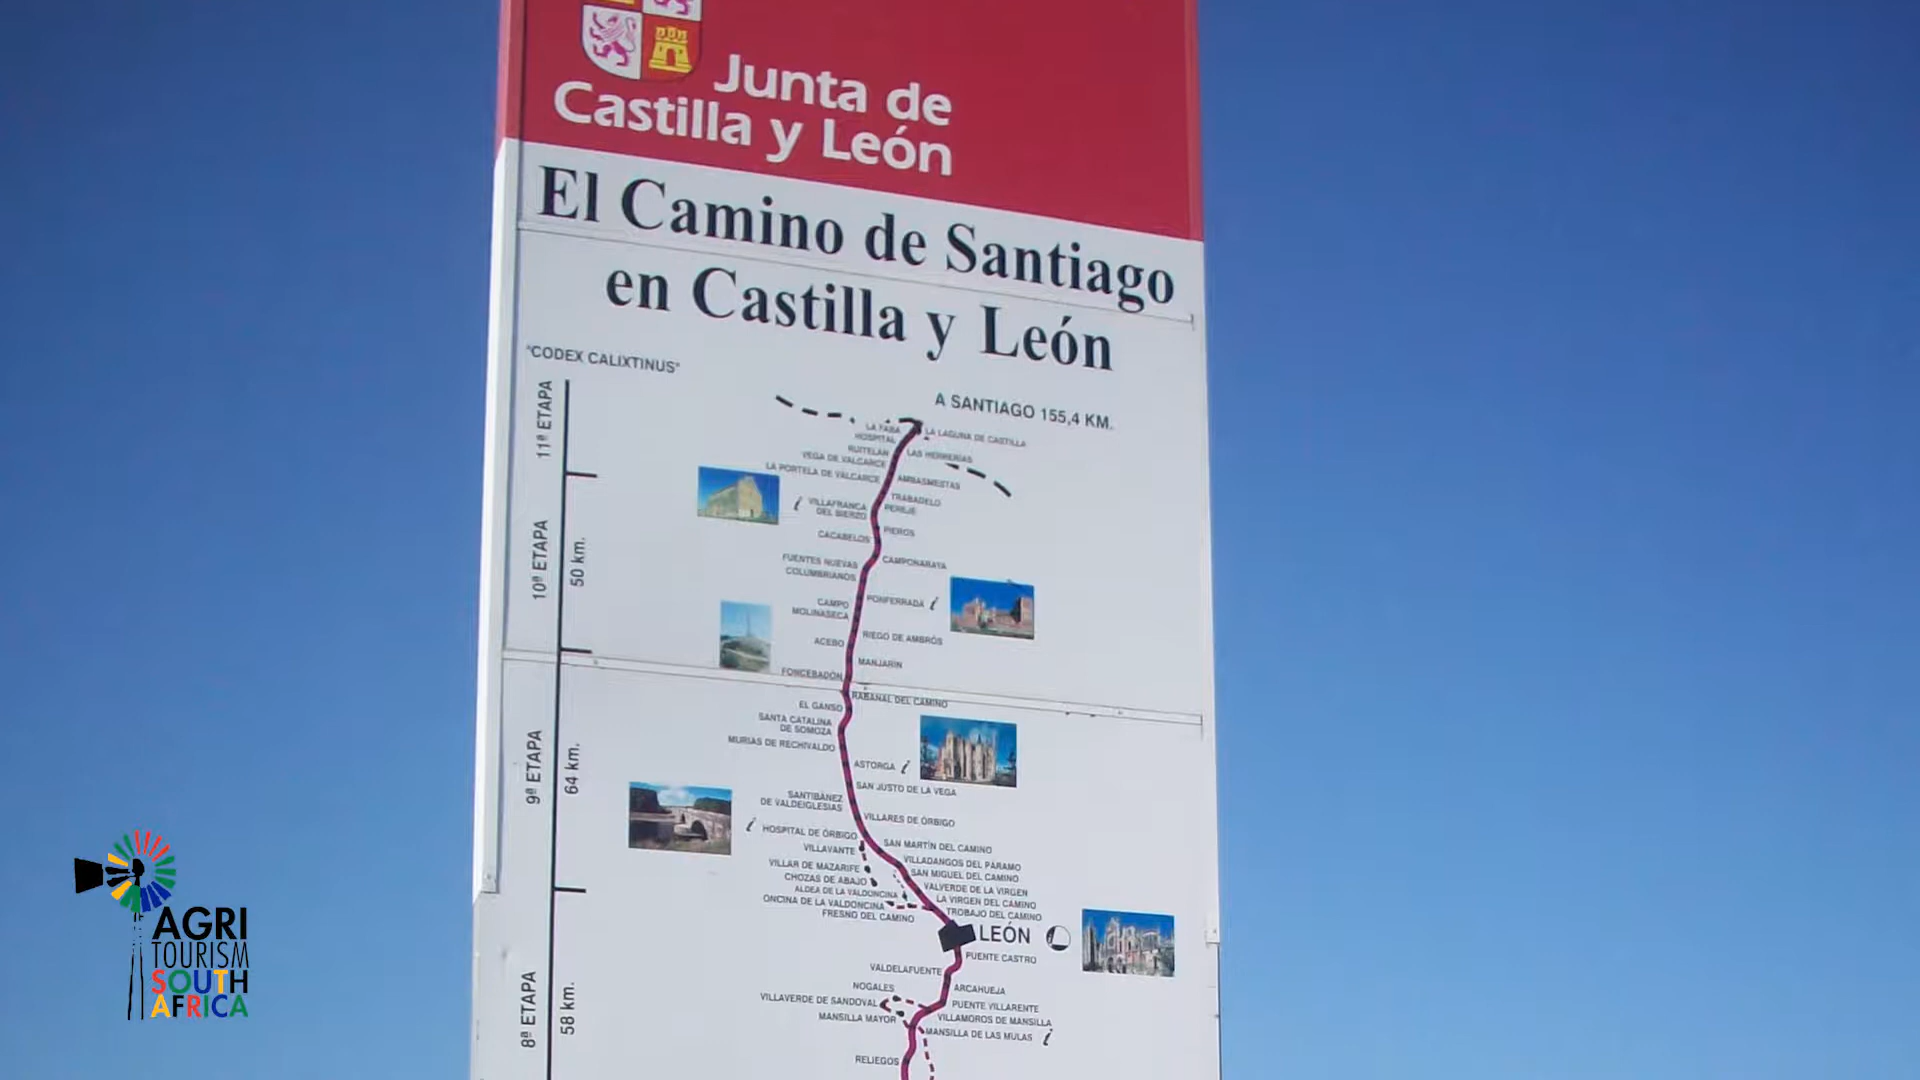 Junta de
Castilla y León
El Camino de Santiago
en Castilla y León
"CODEX CALIXTINUS"
A SANTIAGO 155,4 KM.
11ª ETAPA
LA FABA
LA LAGUNA DE CASTILLA
HOSPITAL
RUITELAN
LAS HERRERIAS
VEGA DE VALCARCE
LA PORTELA DE VALCARCE
AMBASMESTAS
TRABADELO
i VILLAFRANCA
DEL BIERZO
PEREJE
PIEROS
CACABELOS
10ª ETAPA
50 km.
FUENTES NUEVAS
CAMPONARAYA
COLUMBRIANOS
CAMPO
PONFERRADA i
MOLINASECA
ACEBO
RIEGO DE AMBRÓS
MANJARIN
FONCEBADÓN
RABANAL DEL CAMINO
EL GANSO
SANTA CATALINA
DE SOMOZA
MURIAS DE RECHIVALDO
9ª ETAPA
64 km.
ASTORGA i
SAN JUSTO DE LA VEGA
SANTIBÁNEZ
DE VALDEIGLESIAS
VILLARES DE ÓRBIGO
i HOSPITAL DE ÓRBIGO
SAN MARTÍN DEL CAMINO
VILLAVANTE
VILLADANGOS DEL PÁRAMO
VILLAR DE MAZARIFE
SAN MIGUEL DEL CAMINO
CHOZAS DE ABAJO
VALVERDE DE LA VIRGEN
ALDEA DE LA VALDONCINA
LA VIRGEN DEL CAMINO
ONCINA DE LA VALDONCINA
TROBAJO DEL CAMINO
FRESNO DEL CAMINO
LEÓN i
PUENTE CASTRO
VALDELAFUENTE
ARCAHUEJA
NOGALES
VILLAVERDE DE SANDOVAL
PUENTE VILLARENTE
MANSILLA MAYOR
VILLAMOROS DE MANSILLA
MANSILLA DE LAS MULAS i
RELIEGOS
8ª ETAPA
58 km.
AGRI
TOURISM
SOUTH
AFRICA